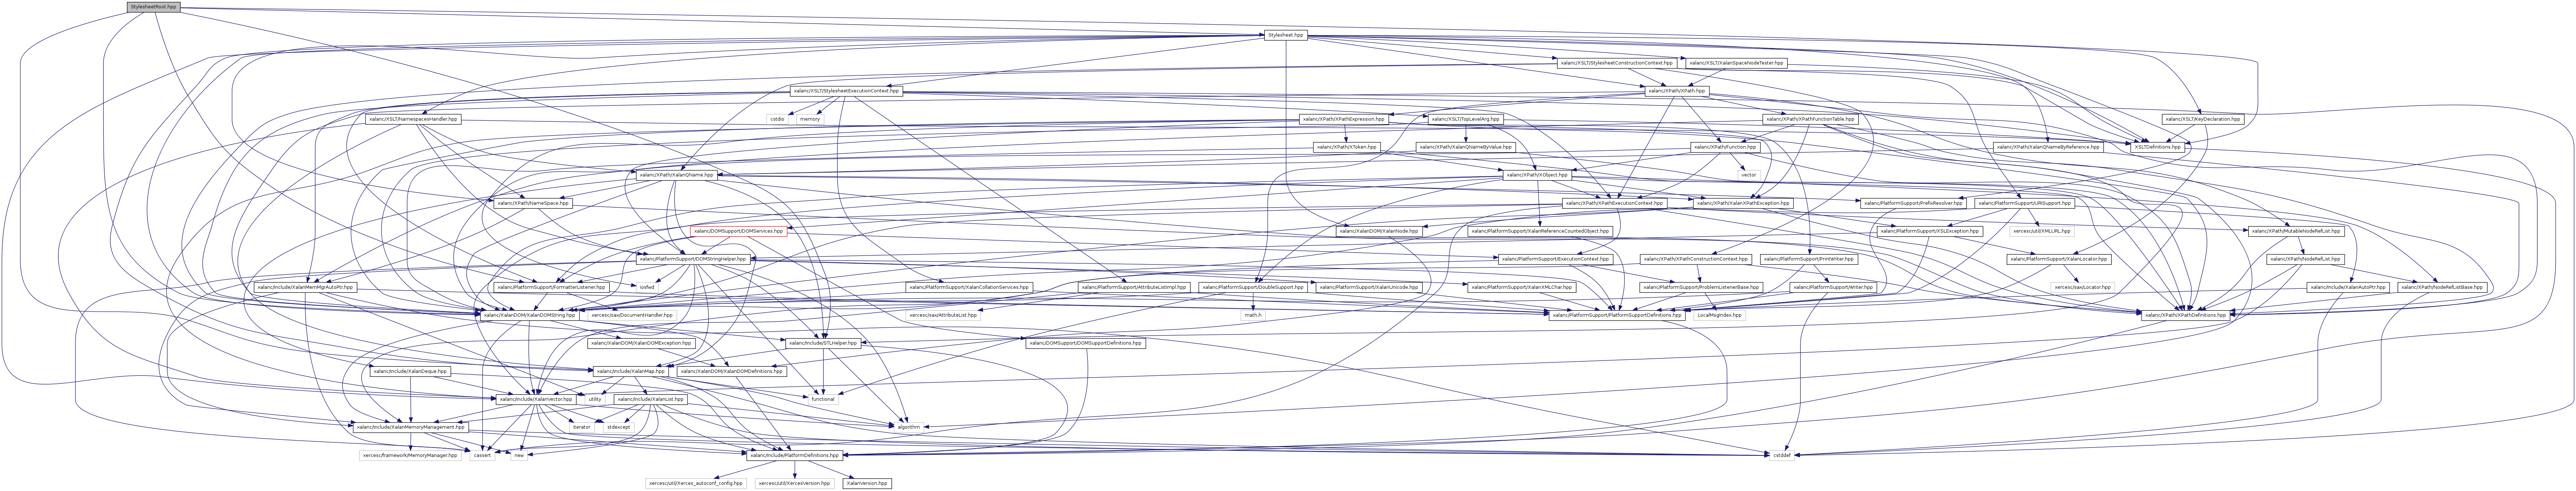 StylesheetRoot.hpp
Stylesheet.hpp
xalanc/XSLT/StylesheetConstructionContext.hpp
xalanc/XSLT/XalanSpaceNodeTester.hpp
xalanc/XSLT/StylesheetExecutionContext.hpp
xalanc/XPath/XPath.hpp
xalanc/XSLT/NamespacesHandler.hpp
cstdio
memory
xalanc/XPath/XPathExpression.hpp
xalanc/XSLT/TopLevelArg.hpp
xalanc/XPath/XPathFunctionTable.hpp
xalanc/XSLT/KeyDeclaration.hpp
xalanc/XPath/XToken.hpp
xalanc/XPath/XalanQNameByValue.hpp
xalanc/XPath/Function.hpp
xalanc/XPath/XalanQNameByReference.hpp
XSLTDefinitions.hpp
xalanc/XPath/XalanQName.hpp
xalanc/XPath/XObject.hpp
vector
xalanc/XPath/NameSpace.hpp
xalanc/XPath/XPathExecutionContext.hpp
xalanc/XPath/XalanXPathException.hpp
xalanc/PlatformSupport/PrefixResolver.hpp
xalanc/PlatformSupport/URISupport.hpp
xalanc/DOMSupport/DOMServices.hpp
xalanc/XalanDOM/XalanNode.hpp
xalanc/PlatformSupport/XalanReferenceCountedObject.hpp
xalanc/PlatformSupport/XSLException.hpp
xercesc/util/XMLURL.hpp
xalanc/XPath/MutableNodeRefList.hpp
xalanc/PlatformSupport/DOMStringHelper.hpp
xalanc/PlatformSupport/ExecutionContext.hpp
xalanc/XPath/XPathConstructionContext.hpp
xalanc/PlatformSupport/PrintWriter.hpp
xalanc/PlatformSupport/XalanLocator.hpp
xalanc/XPath/NodeRefList.hpp
xalanc/Include/XalanMemMgrAutoPtr.hpp
xalanc/PlatformSupport/FormatterListener.hpp
iosfwd
xalanc/PlatformSupport/XalanCollationServices.hpp
xalanc/PlatformSupport/AttributeListImpl.hpp
xalanc/PlatformSupport/DoubleSupport.hpp
xalanc/PlatformSupport/XalanUnicode.hpp
xalanc/PlatformSupport/XalanXMLChar.hpp
xalanc/PlatformSupport/ProblemListenerBase.hpp
xalanc/PlatformSupport/Writer.hpp
xercesc/sax/Locator.hpp
xalanc/Include/XalanAutoPtr.hpp
xalanc/XPath/NodeRefListBase.hpp
xalanc/XalanDOM/XalanDOMString.hpp
xercesc/sax/DocumentHandler.hpp
xercesc/sax/AttributeList.hpp
math.h
xalanc/PlatformSupport/PlatformSupportDefinitions.hpp
LocalMsgIndex.hpp
xalanc/XPath/XPathDefinitions.hpp
xalanc/XalanDOM/XalanDOMException.hpp
xalanc/Include/STLHelper.hpp
xalanc/DOMSupport/DOMSupportDefinitions.hpp
xalanc/Include/XalanDeque.hpp
xalanc/Include/XalanMap.hpp
xalanc/XalanDOM/XalanDOMDefinitions.hpp
xalanc/Include/XalanVector.hpp
utility
xalanc/Include/XalanList.hpp
functional
xalanc/Include/XalanMemoryManagement.hpp
iterator
stdexcept
algorithm
xercesc/framework/MemoryManager.hpp
cassert
new
xalanc/Include/PlatformDefinitions.hpp
cstddef
xercesc/util/Xerces_autoconf_config.hpp
xercesc/util/XercesVersion.hpp
XalanVersion.hpp